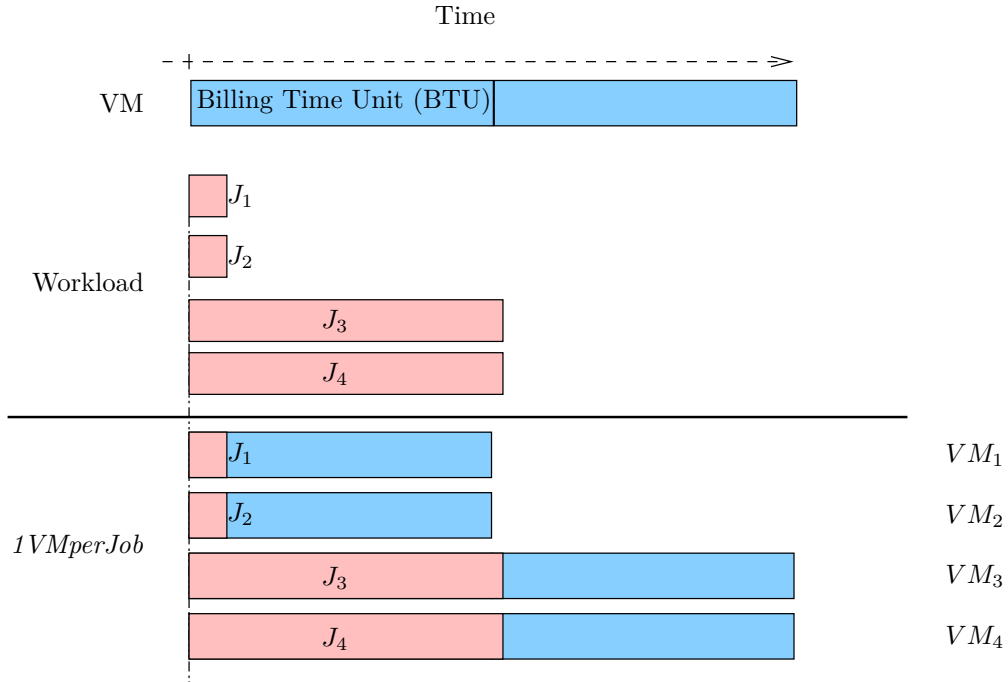 Time
VM
Billing Time Unit (BTU)
J₁
J₂
Workload
J₃
J₄
J₁
VM₁
J₂
VM₂
1VMperJob
J₃
VM₃
J₄
VM₄